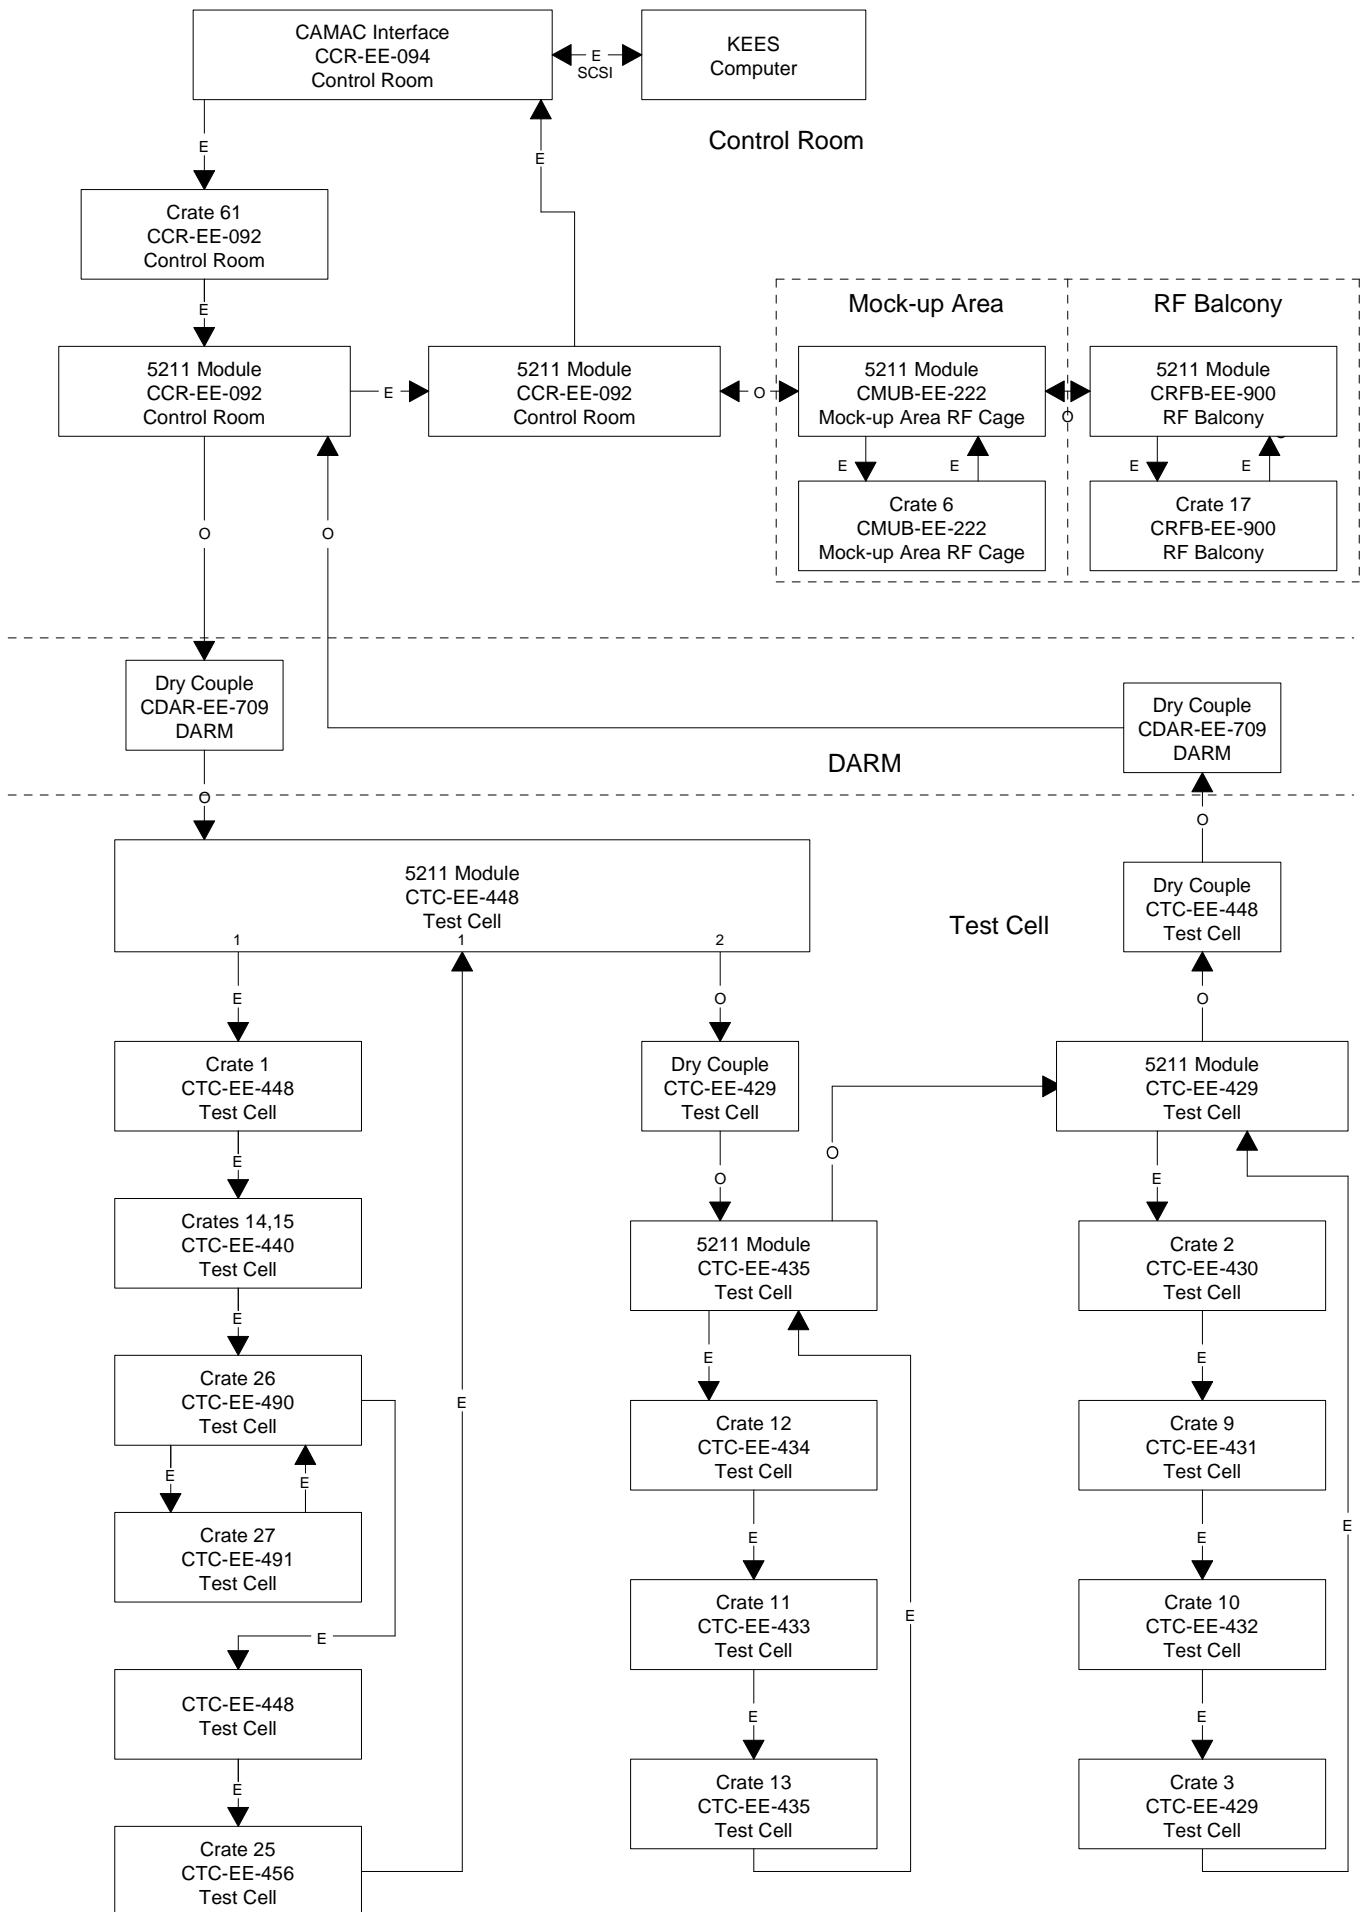 CAMAC Interface
CCR-EE-094
Control Room
E
SCSI
KEES
Computer
Control Room
E
E
Crate 61
CCR-EE-092
Control Room
E
Mock-up Area
RF Balcony
5211 Module
CCR-EE-092
Control Room
E
5211 Module
CCR-EE-092
Control Room
O
5211 Module
CMUB-EE-222
Mock-up Area RF Cage
O
5211 Module
CRFB-EE-900
RF Balcony
E
E
E
E
Crate 6
CMUB-EE-222
Mock-up Area RF Cage
Crate 17
CRFB-EE-900
RF Balcony
O
O
Dry Couple
CDAR-EE-709
DARM
Dry Couple
CDAR-EE-709
DARM
DARM
O
O
5211 Module
CTC-EE-448
Test Cell
1
1
2
Test Cell
Dry Couple
CTC-EE-448
Test Cell
E
O
O
Crate 1
CTC-EE-448
Test Cell
Dry Couple
CTC-EE-429
Test Cell
5211 Module
CTC-EE-429
Test Cell
E
O
O
E
Crates 14,15
CTC-EE-440
Test Cell
5211 Module
CTC-EE-435
Test Cell
Crate 2
CTC-EE-430
Test Cell
E
E
E
Crate 26
CTC-EE-490
Test Cell
E
Crate 12
CTC-EE-434
Test Cell
Crate 9
CTC-EE-431
Test Cell
E
E
Crate 27
CTC-EE-491
Test Cell
E
E
E
Crate 11
CTC-EE-433
Test Cell
E
Crate 10
CTC-EE-432
Test Cell
E
CTC-EE-448
Test Cell
E
E
E
Crate 13
CTC-EE-435
Test Cell
Crate 3
CTC-EE-429
Test Cell
Crate 25
CTC-EE-456
Test Cell